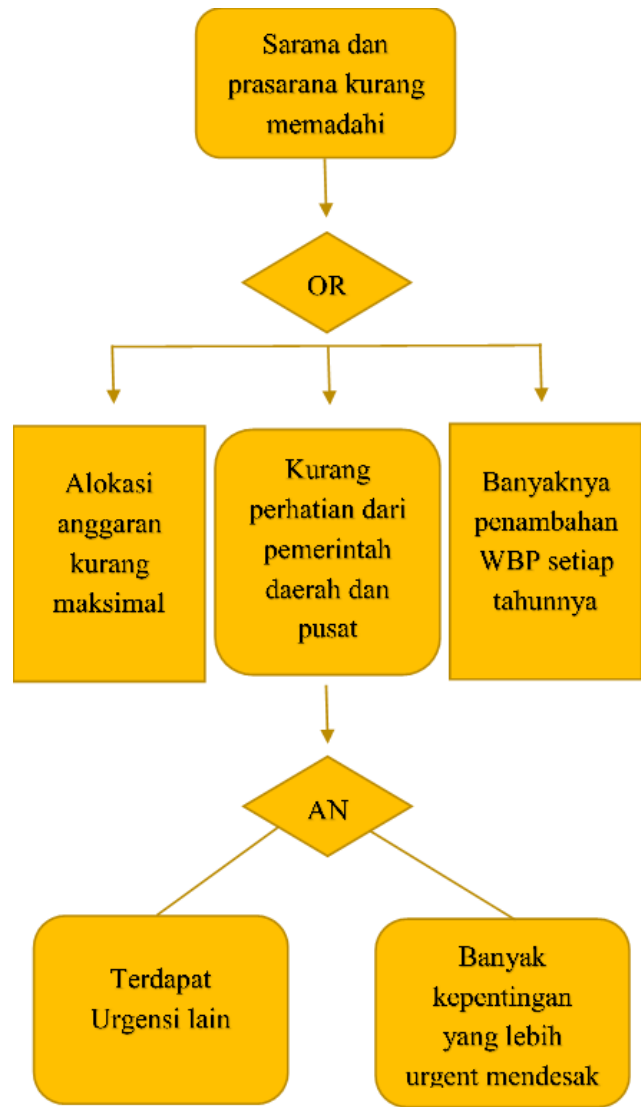 Sarana dan
prasarana kurang
memadahi
OR
Alokasi
anggaran
kurang
maksimal
Kurang
perhatian dari
pemerintah
daerah dan
pusat
Banyaknya
penambahan
WBP setiap
tahunnya
AN
Terdapat
Urgensi lain
Banyak
kepentingan
yang lebih
urgent mendesak